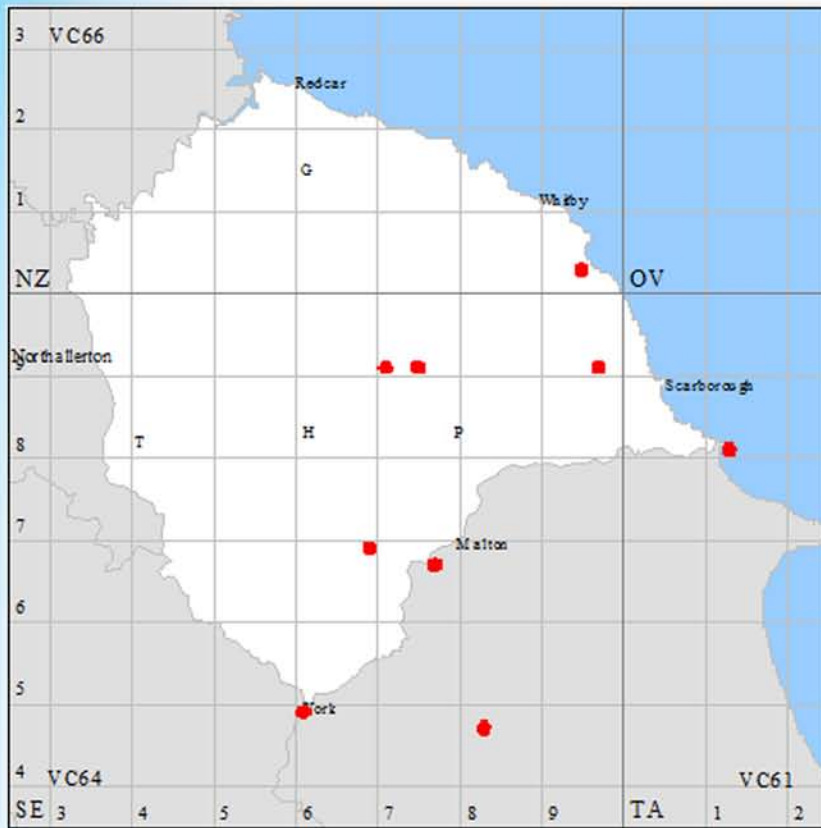 3 VC66
Redcar
2
G
1
Whitby
NZ
OV
Northallerton
9
Scarborough
8
T
H
P
7
Malton
6
5
York
4
VC64
VC61
SE 3 4 5 6 7 8 9 TA 1 2